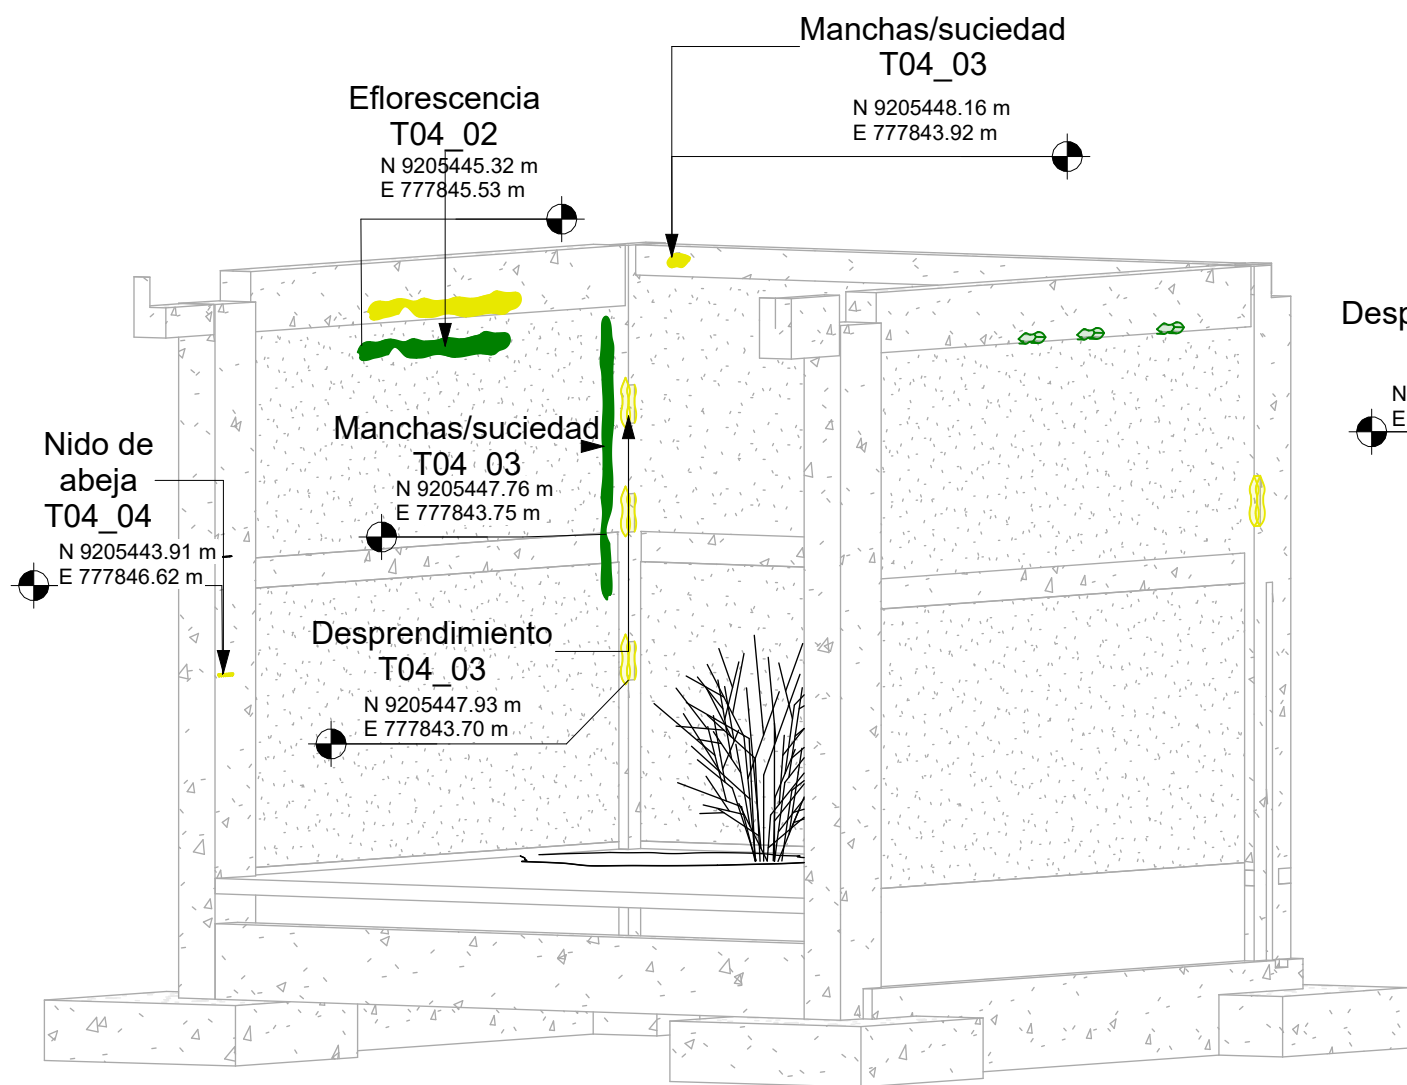 Manchas/suciedad
T04_03
N 9205448.16 m
E 777843.92 m
Eflorescencia
T04_02
N 9205445.32 m
E 777845.53 m
Desp
N
E
Manchas/suciedad
T04_03
N 9205447.76 m
E 777843.75 m
Nido de
abeja
T04_04
N 9205443.91 m
E 777846.62 m
Desprendimiento
T04_03
N 9205447.93 m
E 777843.70 m